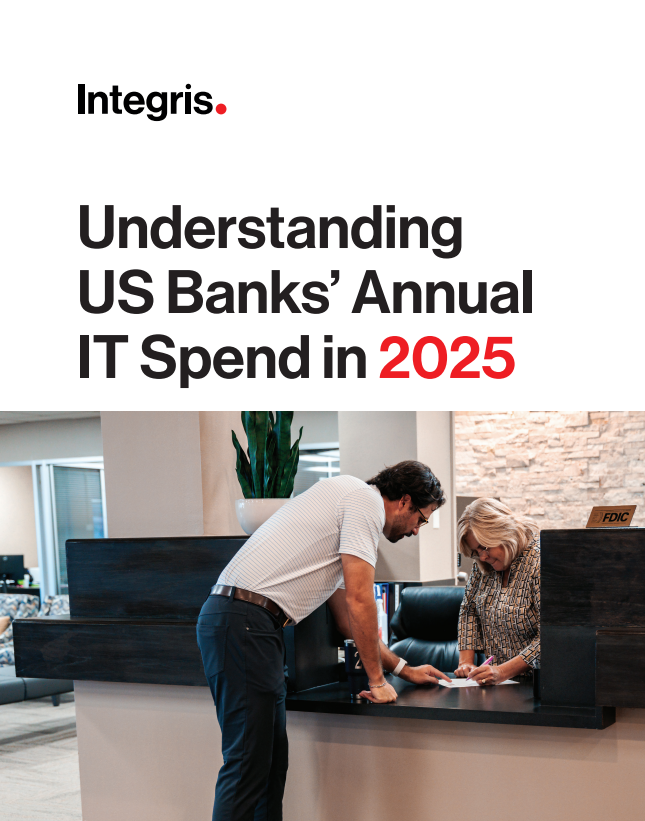 Integris.
Understanding
US Banks’ Annual
IT Spend in 2025
FDIC